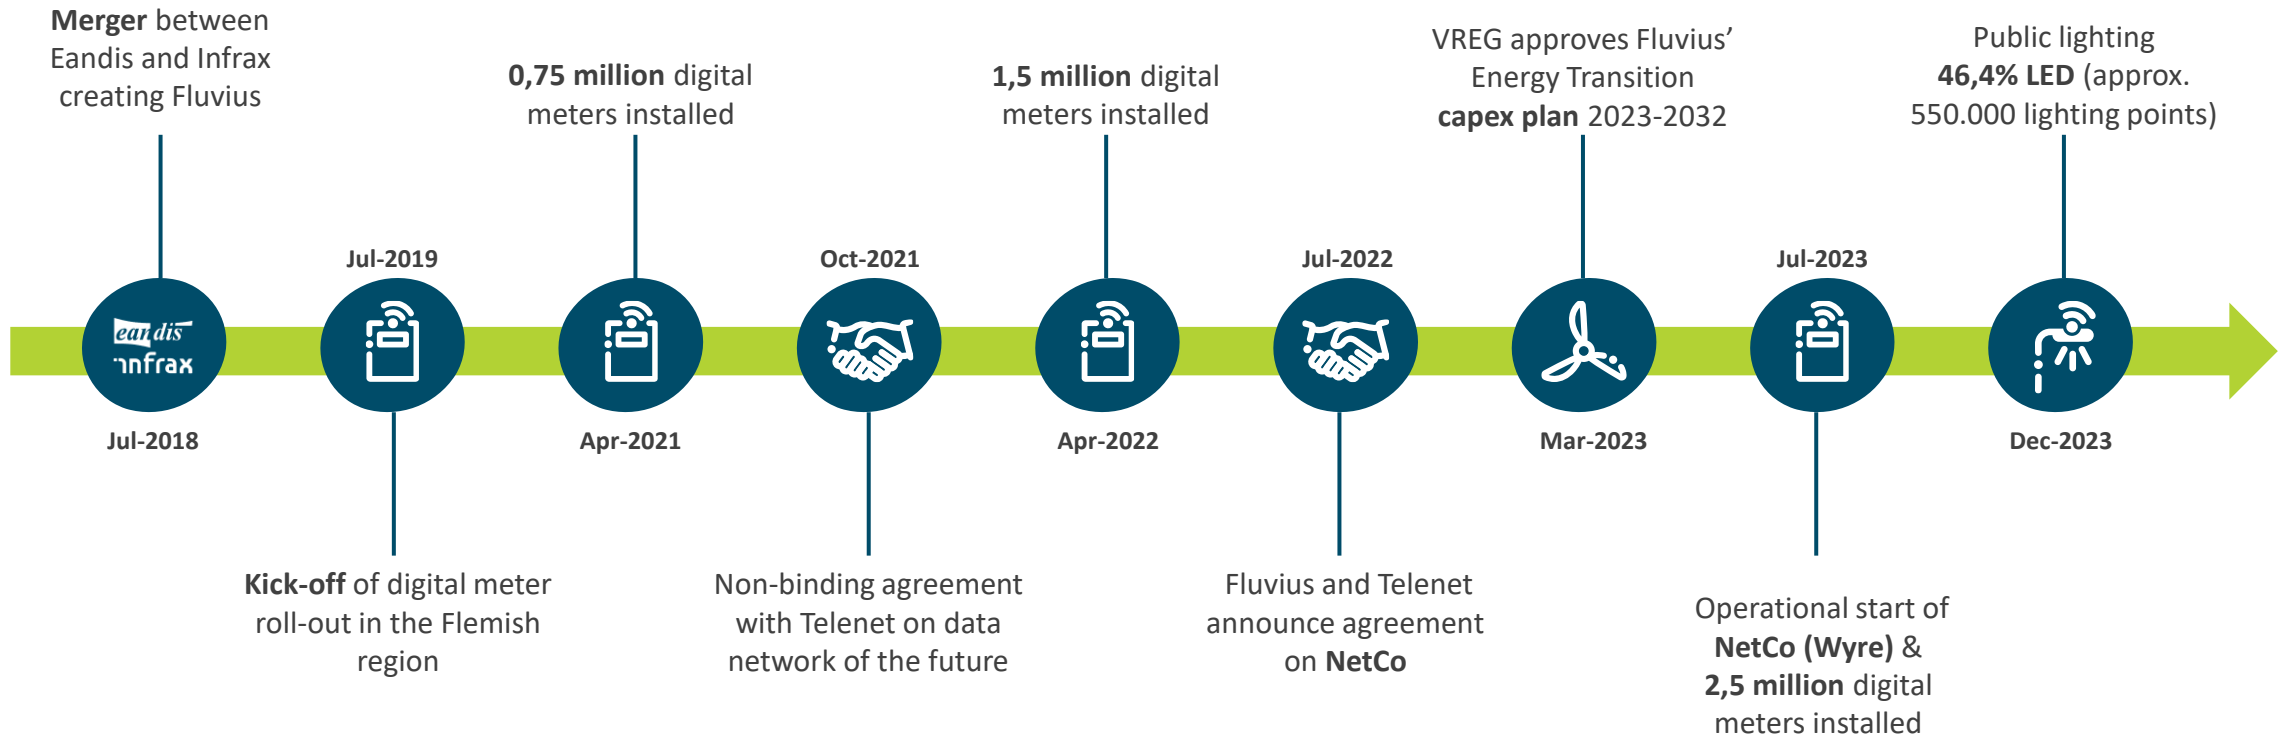 Merger between
Eandis and Infrax
creating Fluvius
eandis
infrax
Jul-2018
Jul-2019
Kick-off of digital meter
roll-out in the Flemish
region
0,75 million digital
meters installed
Apr-2021
Oct-2021
Non-binding agreement
with Telenet on data
network of the future
1,5 million digital
meters installed
Apr-2022
Jul-2022
Fluvius and Telenet
announce agreement
on NetCo
VREG approves Fluvius’
Energy Transition
capex plan 2023-2032
Mar-2023
Jul-2023
Operational start of
NetCo (Wyre) &
2,5 million digital
meters installed
Public lighting
46,4% LED (approx.
550.000 lighting points)
Dec-2023